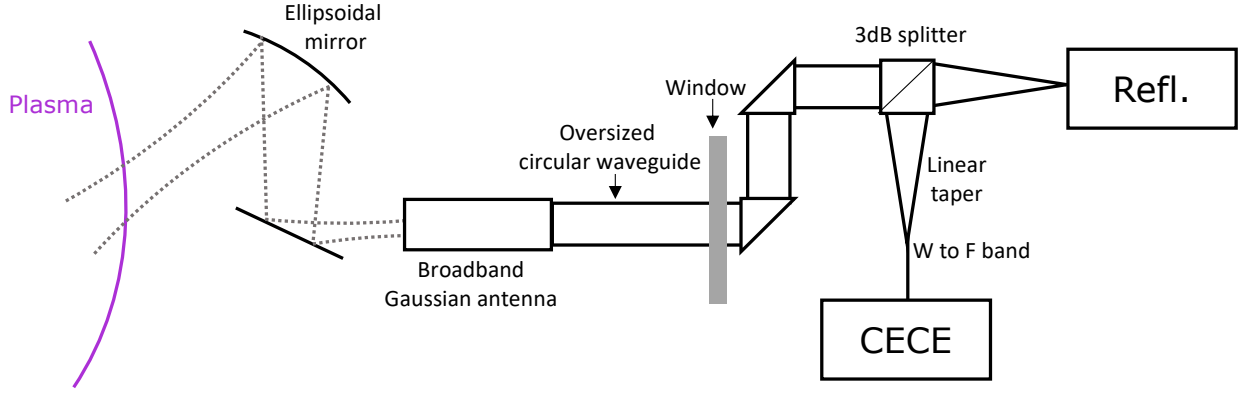 Ellipsoidal
mirror
3dB splitter
Plasma
Window
Refl.
Oversized
circular waveguide
Linear
taper
W to F band
Broadband
Gaussian antenna
CECE